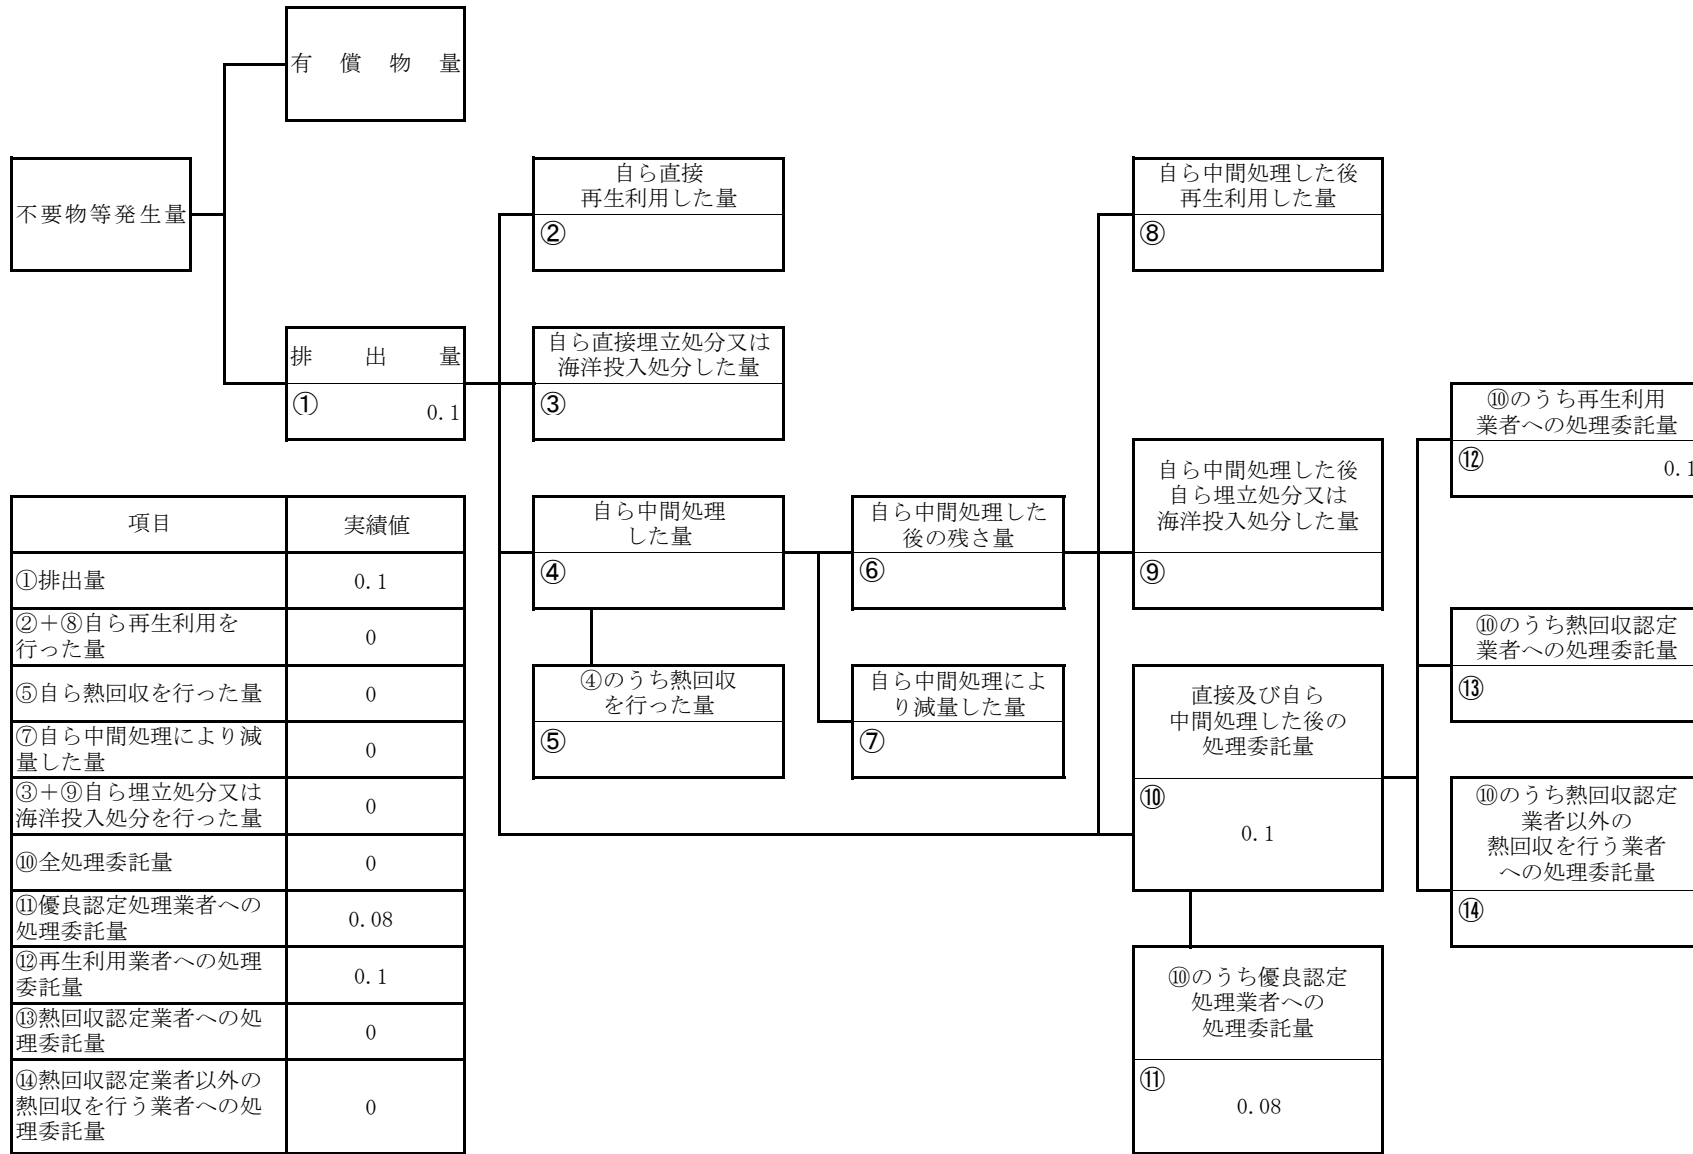 有償物量
不要物等発生量
自ら直接
再生利用した量
②
自ら中間処理した後
再生利用した量
⑧
排出量
① 0.1
自ら直接埋立処分又は
海洋投入処分した量
③
⑩のうち再生利用
業者への処理委託量
⑫ 0.1
自ら中間処理
した量
④
自ら中間処理した
後の残さ量
⑥
自ら中間処理した後
自ら埋立処分又は
海洋投入処分した量
⑨
④のうち熱回収
を行った量
⑤
自ら中間処理によ
り減量した量
⑦
直接及び自ら
中間処理した後の
処理委託量
⑩
0.1
⑩のうち熱回収認定
業者への処理委託量
⑬
⑩のうち熱回収認定
業者以外の
熱回収を行う業者
への処理委託量
⑭
⑩のうち優良認定
処理業者への
処理委託量
⑪
0.08
項目 実績値
①排出量 0.1
②+⑧自ら再生利用を
行った量 0
⑤自ら熱回収を行った量 0
⑦自ら中間処理により減
量した量 0
③+⑨自ら埋立処分又は
海洋投入処分を行った量 0
⑩全処理委託量 0
⑪優良認定処理業者への
処理委託量 0.08
⑫再生利用業者への処理
委託量 0.1
⑬熱回収認定業者への処
理委託量 0
⑭熱回収認定業者以外の
熱回収を行う業者への処
理委託量 0